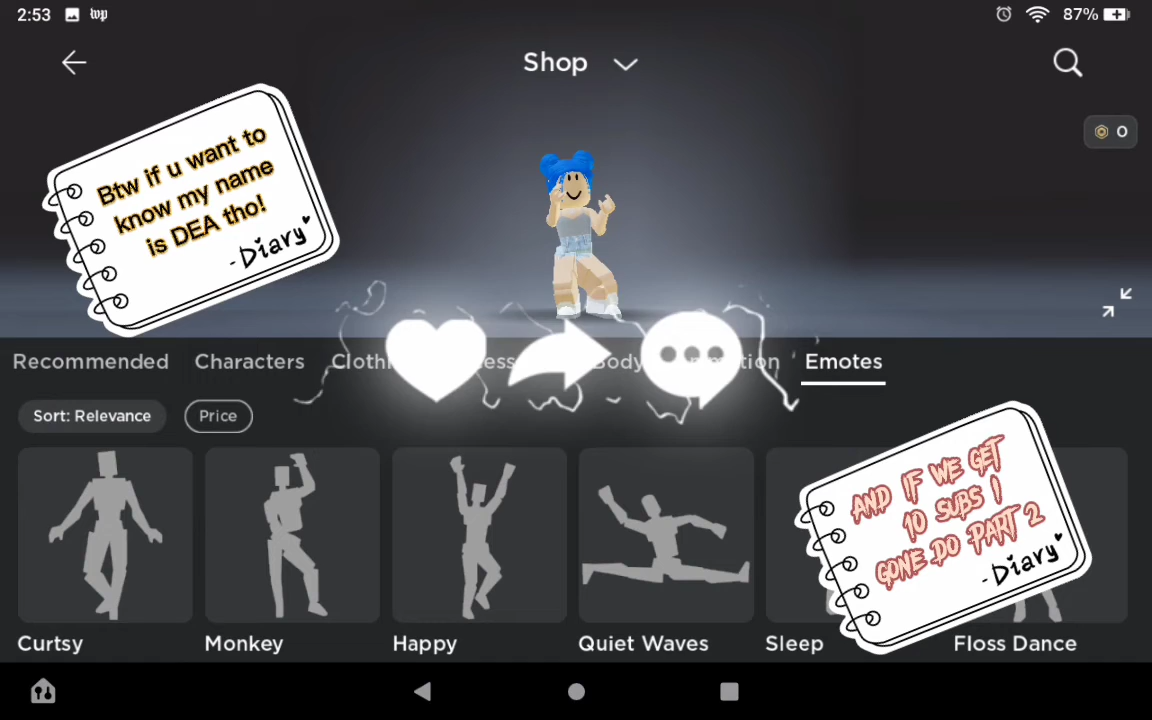 2:53
87%
Shop
0
Btw if u want to
know my name
is DEA tho!
-Diary
Recommended
Characters
Emotes
Sort: Relevance
Price
AND IF WE GET
10 SUBS I
GONE DO PART 2
-Diary
Curtsy
Monkey
Happy
Quiet Waves
Sleep
Floss Dance